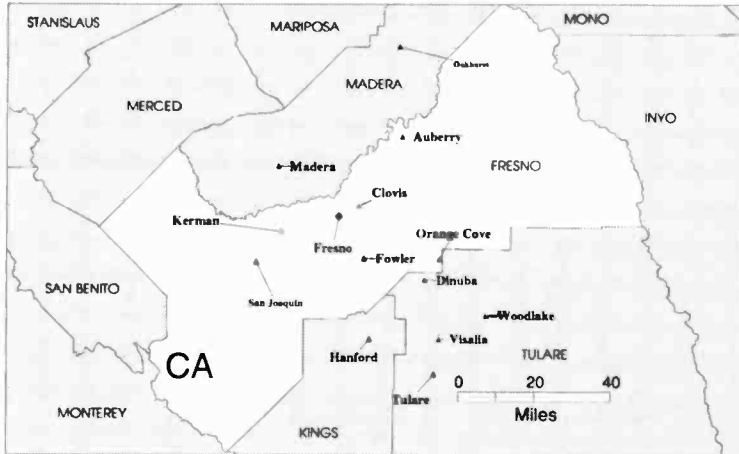 STANISLAUS
MARIPOSA
MONO
Oakhurst
MADERA
MERCED
INYO
Auberry
Madera
FRESNO
Clovis
Kerman
Fresno
Orange Cove
Fowler
SAN BENITO
Dinuba
San Joaquin
Woodlake
Hanford
Visalia
TULARE
CA
0 20 40
Tulare
Miles
MONTEREY
KINGS